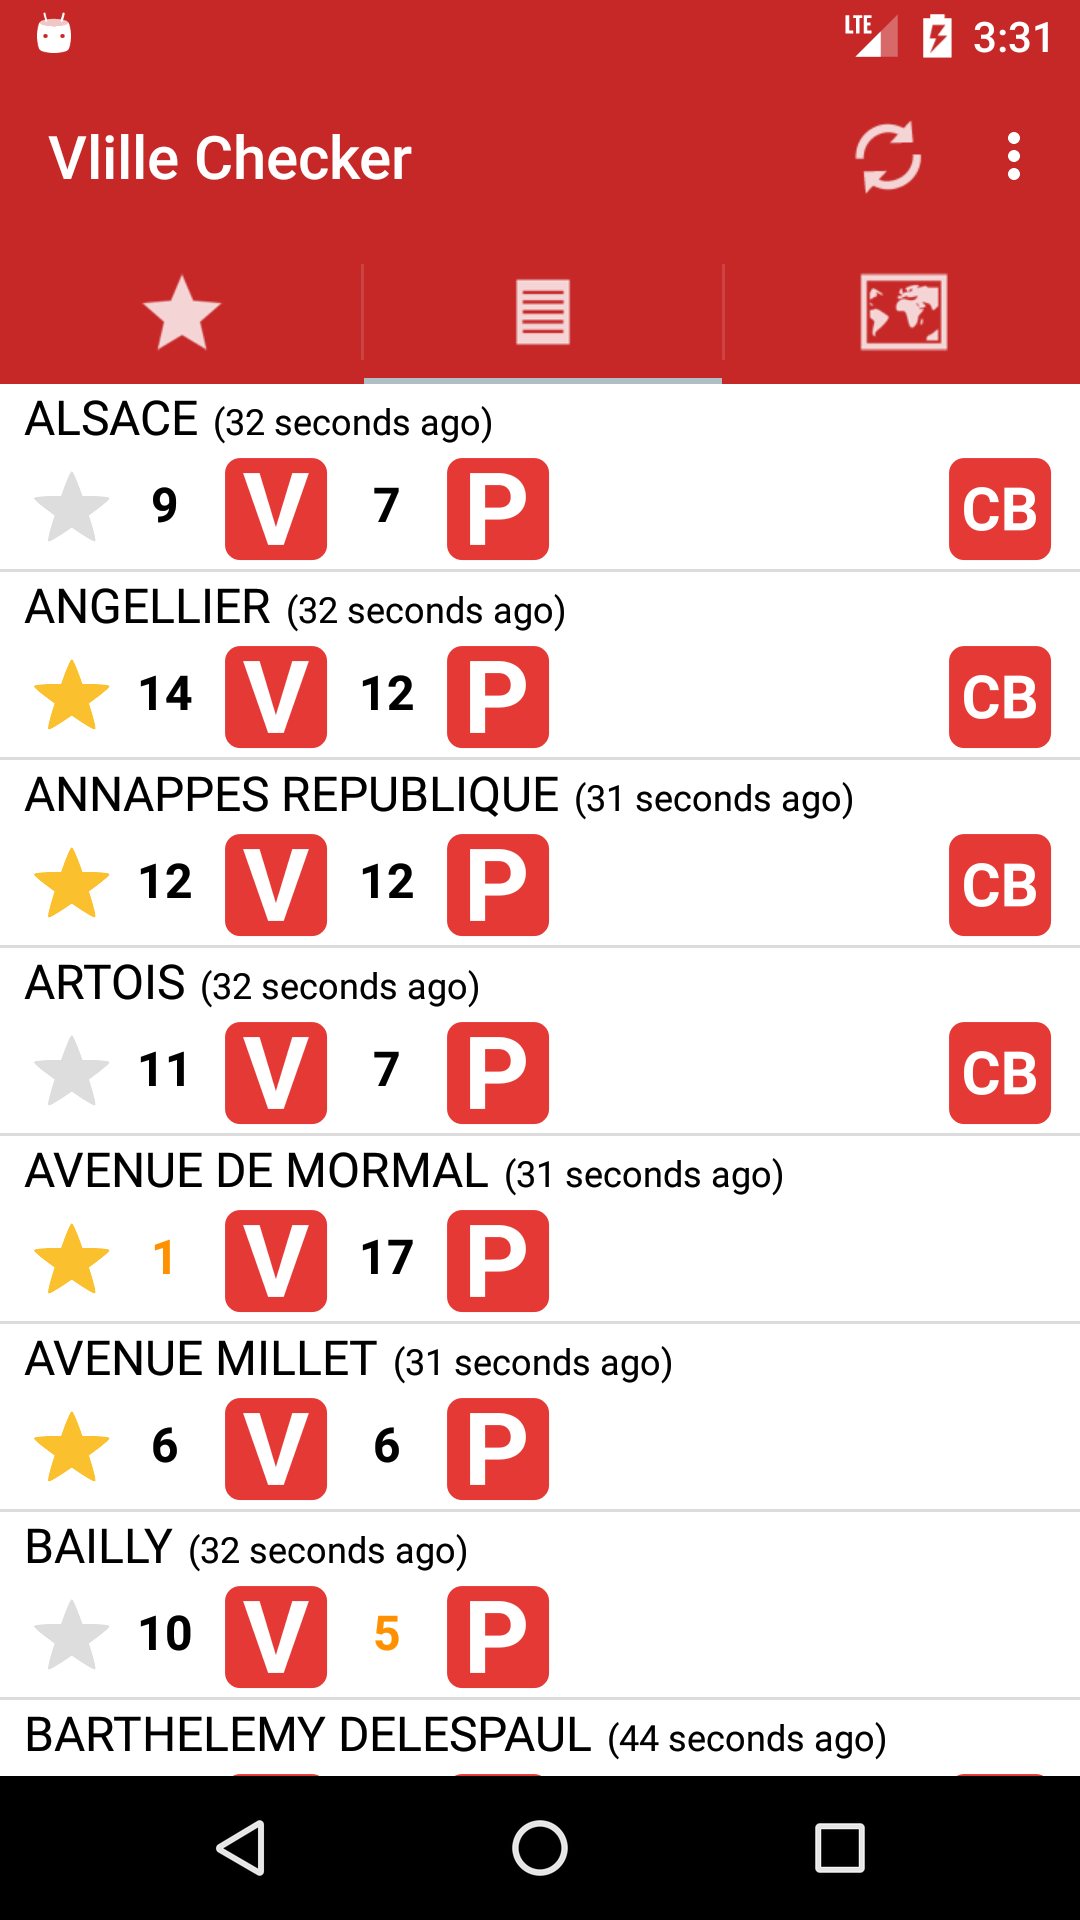 LTE 3:31
Vlille Checker
ALSACE (32 seconds ago)
9 V 7 P CB
ANGELLIER (32 seconds ago)
14 V 12 P CB
ANNAPPES REPUBLIQUE (31 seconds ago)
12 V 12 P CB
ARTOIS (32 seconds ago)
11 V 7 P CB
AVENUE DE MORMAL (31 seconds ago)
1 V 17 P
AVENUE MILLET (31 seconds ago)
6 V 6 P
BAILLY (32 seconds ago)
10 V 5 P
BARTHELEMY DELESPAUL (44 seconds ago)